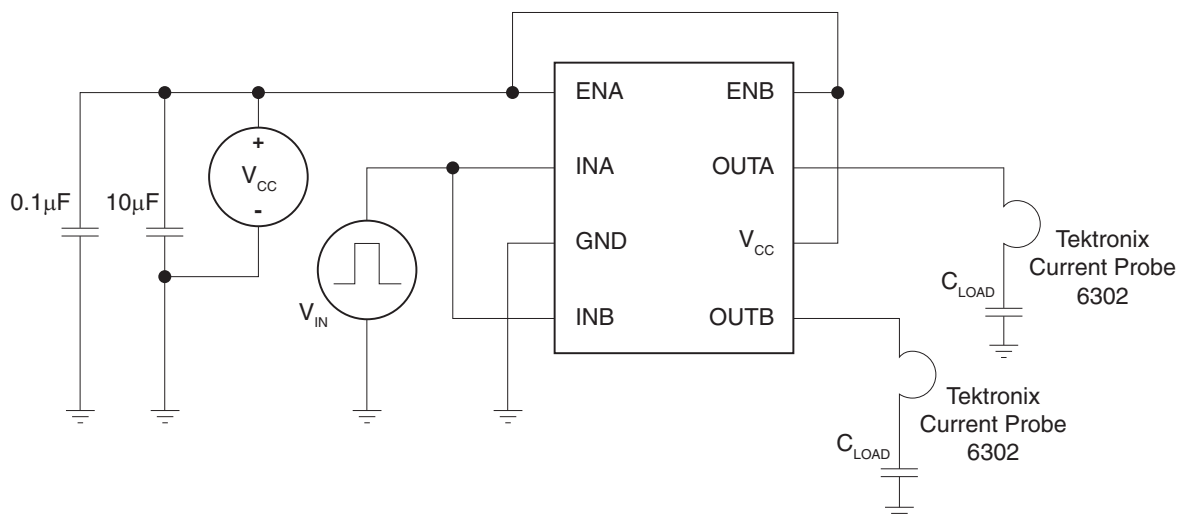 ENA
ENB
+
V_CC
-
INA
OUTA
0.1μF
10μF
GND
V_CC
Tektronix
Current Probe
6302
V_IN
C_LOAD
INB
OUTB
Tektronix
Current Probe
6302
C_LOAD